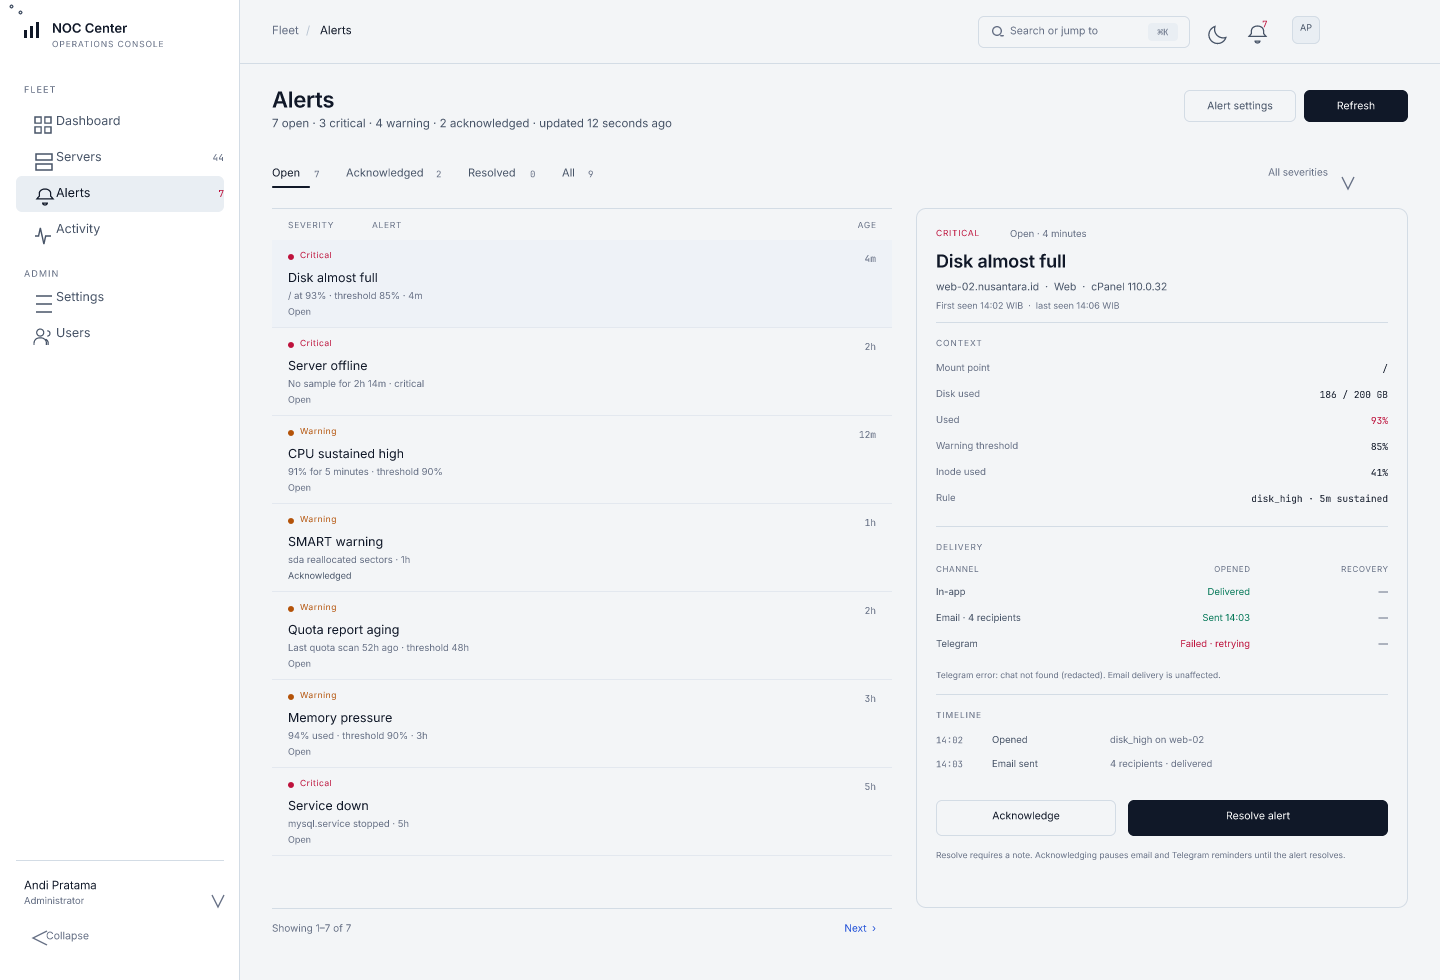 NOC Center
OPERATIONS CONSOLE
FLEET
Dashboard
Servers 44
Alerts 7
Activity
ADMIN
Settings
Users
Andi Pratama
Administrator
Collapse
Fleet / Alerts
Search or jump to ⌘K
7
AP
Alerts
7 open · 3 critical · 4 warning · 2 acknowledged · updated 12 seconds ago
Alert settings
Refresh
Open 7 Acknowledged 2 Resolved 0 All 9
All severities
SEVERITY ALERT AGE
Critical 4m
Disk almost full
/ at 93% · threshold 85% · 4m
Open
Critical 2h
Server offline
No sample for 2h 14m · critical
Open
Warning 12m
CPU sustained high
91% for 5 minutes · threshold 90%
Open
Warning 1h
SMART warning
sda reallocated sectors · 1h
Acknowledged
Warning 2h
Quota report aging
Last quota scan 52h ago · threshold 48h
Open
Warning 3h
Memory pressure
94% used · threshold 90% · 3h
Open
Critical 5h
Service down
mysql.service stopped · 5h
Open
Showing 1–7 of 7
Next ›
CRITICAL Open · 4 minutes
Disk almost full
web-02.nusantara.id · Web · cPanel 110.0.32
First seen 14:02 WIB · last seen 14:06 WIB
CONTEXT
Mount point /
Disk used 186 / 200 GB
Used 93%
Warning threshold 85%
Inode used 41%
Rule disk_high · 5m sustained
DELIVERY
CHANNEL OPENED RECOVERY
In-app Delivered —
Email · 4 recipients Sent 14:03 —
Telegram Failed · retrying —
Telegram error: chat not found (redacted). Email delivery is unaffected.
TIMELINE
14:02 Opened disk_high on web-02
14:03 Email sent 4 recipients · delivered
Acknowledge
Resolve alert
Resolve requires a note. Acknowledging pauses email and Telegram reminders until the alert resolves.